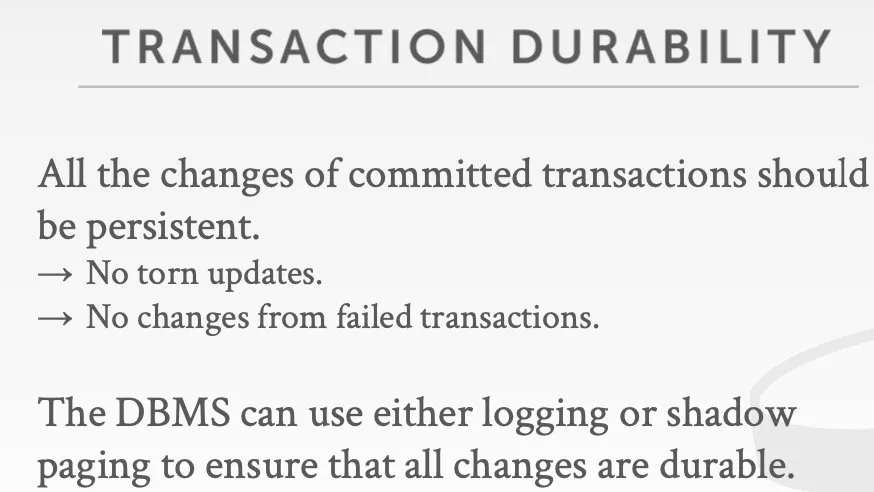 TRANSACTION DURABILITY
All the changes of committed transactions should
be persistent.
→ No torn updates.
→ No changes from failed transactions.
The DBMS can use either logging or shadow
paging to ensure that all changes are durable.